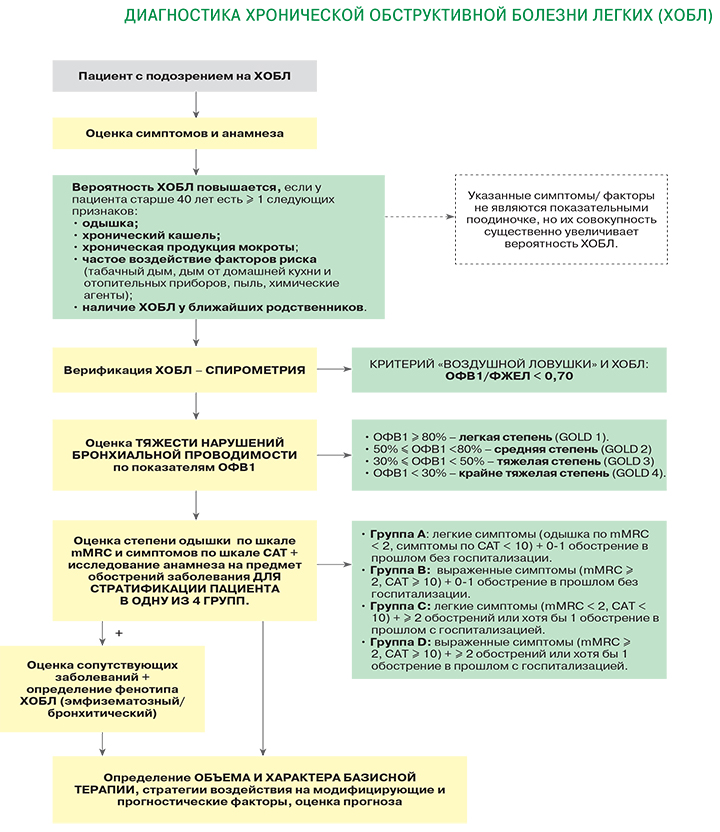 ДИАГНОСТИКА ХРОНИЧЕСКОЙ ОБСТРУКТИВНОЙ БОЛЕЗНИ ЛЕГКИХ (ХОБЛ)
Пациент с подозрением на ХОБЛ
Оценка симптомов и анамнеза
Вероятность ХОБЛ повышается, если у
пациента старше 40 лет есть ⩾ 1 следующих
признаков:
• одышка;
• хронический кашель;
• хроническая продукция мокроты;
• частое воздействие факторов риска
(табачный дым, дым от домашней кухни и
отопительных приборов, пыль, химические
агенты);
• наличие ХОБЛ у ближайших родственников.
Указанные симптомы/ факторы
не являются показательными
поодиночке, но их совокупность
существенно увеличивает
вероятность ХОБЛ.
Верификация ХОБЛ – СПИРОМЕТРИЯ
КРИТЕРИЙ «ВОЗДУШНОЙ ЛОВУШКИ» И ХОБЛ:
ОФВ1/ФЖЕЛ < 0,70
Оценка ТЯЖЕСТИ НАРУШЕНИЙ
БРОНХИАЛЬНОЙ ПРОВОДИМОСТИ
по показателям ОФВ1
• ОФВ1 ⩾ 80% – легкая степень (GOLD 1).
• 50% ⩽ ОФВ1 <80% – средняя степень (GOLD 2)
• 30% ⩽ ОФВ1 < 50% – тяжелая степень (GOLD 3)
• ОФВ1 < 30% – крайне тяжелая степень (GOLD 4).
Оценка степени одышки по шкале
mMRC и симптомов по шкале CAT +
исследование анамнеза на предмет
обострений заболевания ДЛЯ
СТРАТИФИКАЦИИ ПАЦИЕНТА
В ОДНУ ИЗ 4 ГРУПП.
• Группа A: легкие симптомы (одышка по mMRC
< 2, симптомы по CAT < 10) + 0-1 обострение в
прошлом без госпитализации.
• Группа B: выраженные симптомы (mMRC ⩾
2, CAT ⩾ 10) + 0-1 обострение в прошлом без
госпитализации.
• Группа C: легкие симптомы (mMRC < 2, CAT <
10) + ⩾ 2 обострений или хотя бы 1 обострение в
прошлом с госпитализацией.
• Группа D: выраженные симптомы (mMRC ⩾
2, CAT ⩾ 10) + ⩾ 2 обострений или хотя бы 1
обострение в прошлом с госпитализацией.
+
Оценка сопутствующих
заболеваний +
определение фенотипа
ХОБЛ (эмфизематозный/
бронхитический)
Определение ОБЪЕМА И ХАРАКТЕРА БАЗИСНОЙ
ТЕРАПИИ, стратегии воздействия на модифицирующие и
прогностические факторы, оценка прогноза